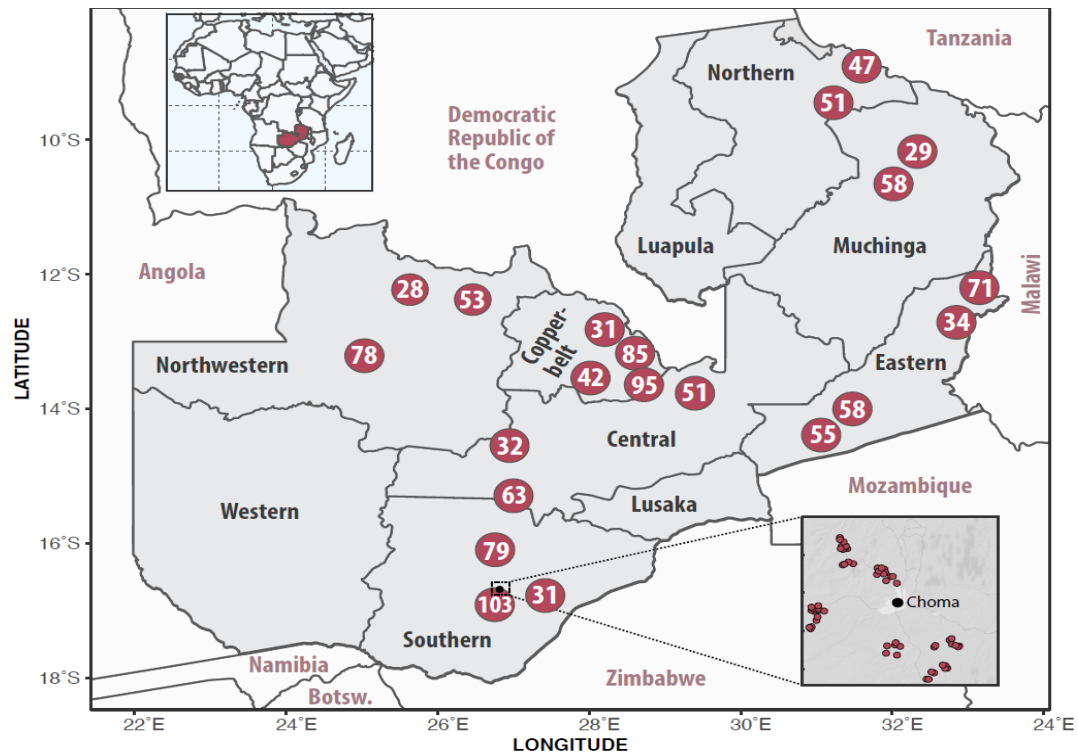 Tanzania
47
Northern
51
Democratic
Republic of
the Congo
10°S
29
58
Luapula
Muchinga
Angola
12°S
28
53
71
Malawi
34
31
Copper-
belt
85
LATITUDE
Northwestern
78
42
95
51
Eastern
14°S
58
55
32
Central
63
Mozambique
Western
Lusaka
16°S
79
31
103
Choma
Southern
Namibia
18°S
Zimbabwe
Botsw.
22°E
24°E
26°E
28°E
30°E
32°E
24°E
LONGITUDE